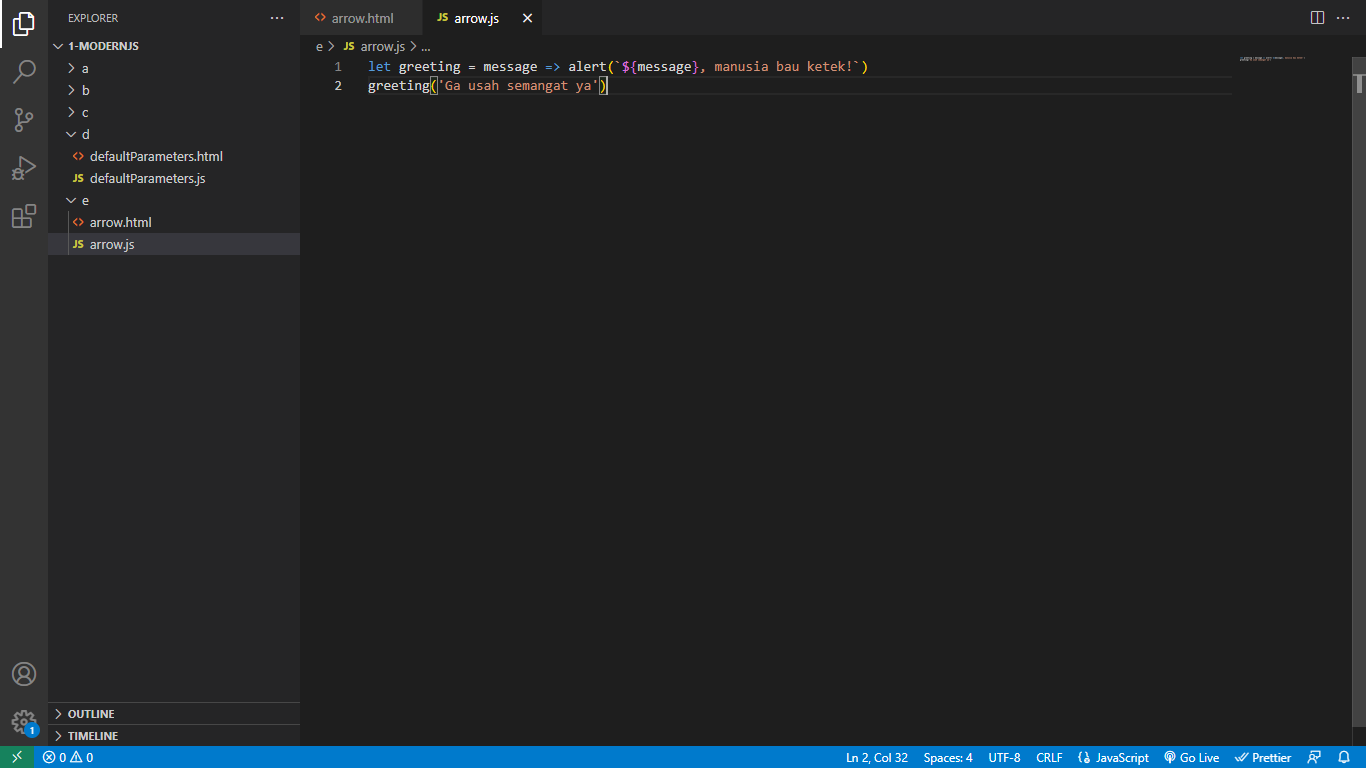 EXPLORER
1-MODERNJS
a
b
c
d
defaultParameters.html
JS defaultParameters.js
e
arrow.html
JS arrow.js
OUTLINE
TIMELINE
arrow.html
JS arrow.js
e > JS arrow.js > ...
1 let greeting = message => alert(`${message}, manusia bau ketek!`)
2 greeting('Ga usah semangat ya')
1
0 0
Ln 2, Col 32 Spaces: 4 UTF-8 CRLF JavaScript Go Live Prettier